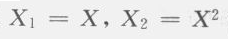 X₁ = X, X₂ = X²